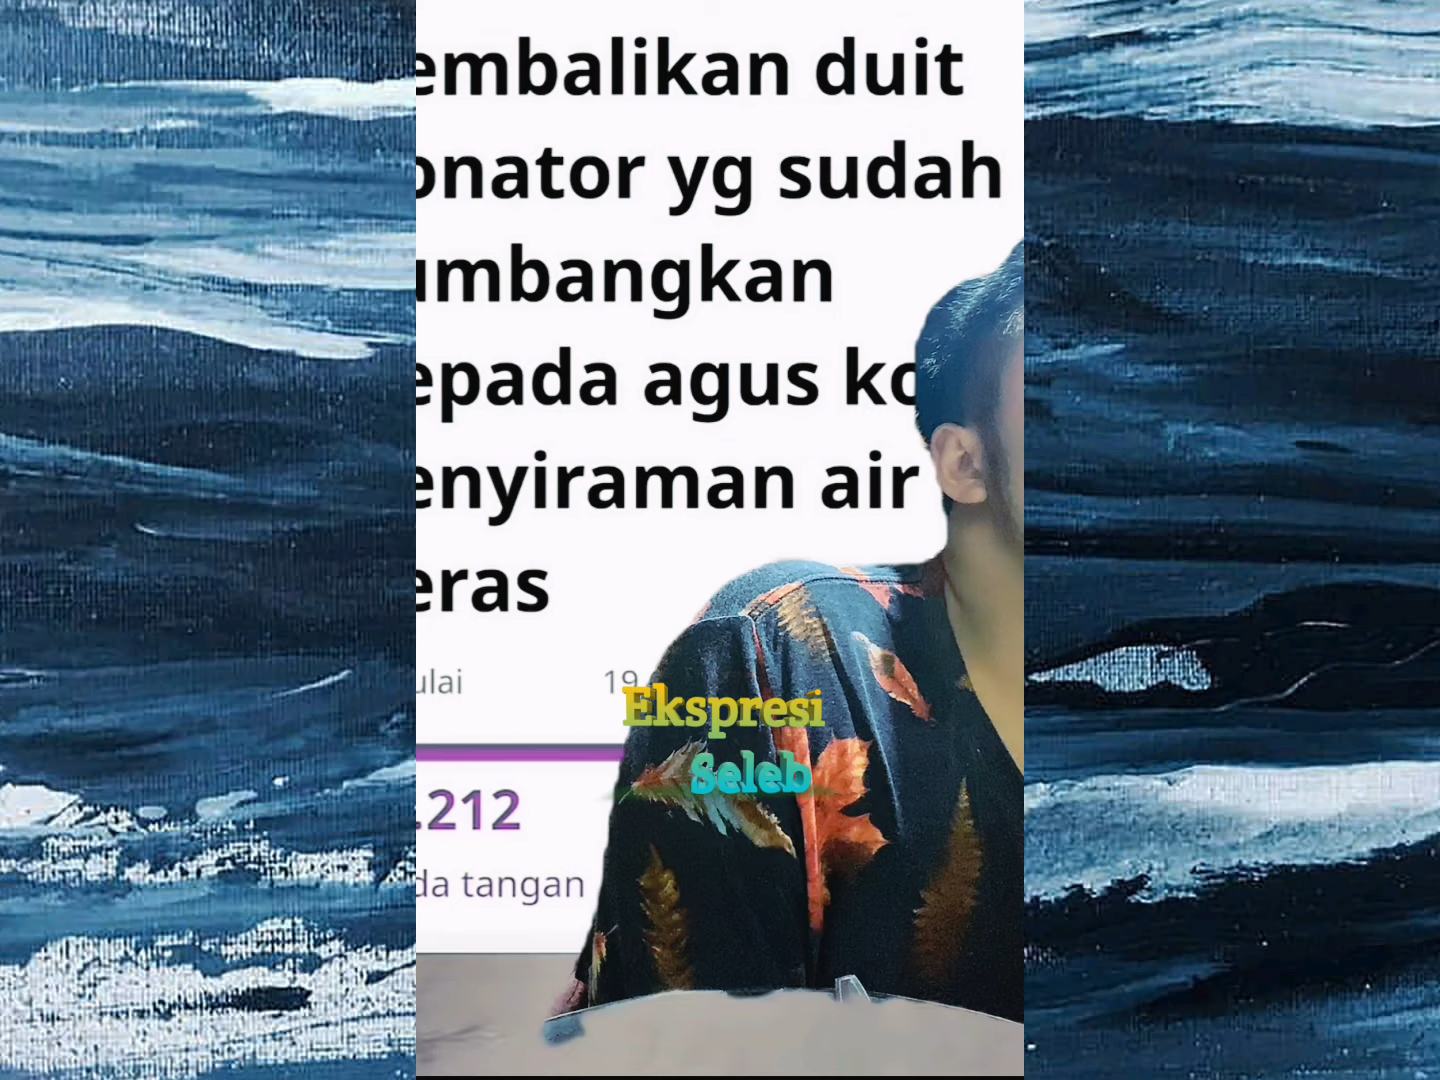 embalikan duit
onator yg sudah
umbangkan
epada agus ko
enyiraman air
eras
ulai 19
.212
da tangan
Ekspresi
Seleb